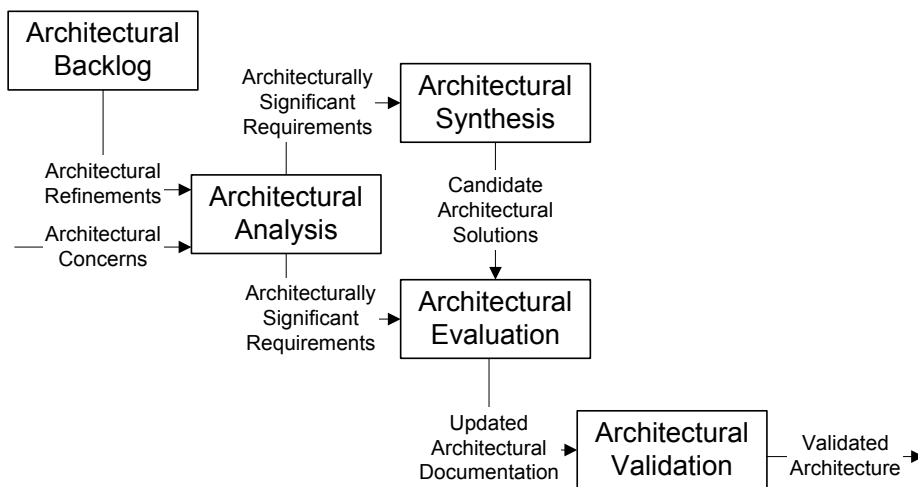 Architectural
Backlog
Architecturally
Significant
Requirements
Architectural
Synthesis
Architectural
Refinements
Architectural
Analysis
Candidate
Architectural
Solutions
Architectural
Concerns
Architecturally
Significant
Requirements
Architectural
Evaluation
Updated
Architectural
Documentation
Architectural
Validation
Validated
Architecture